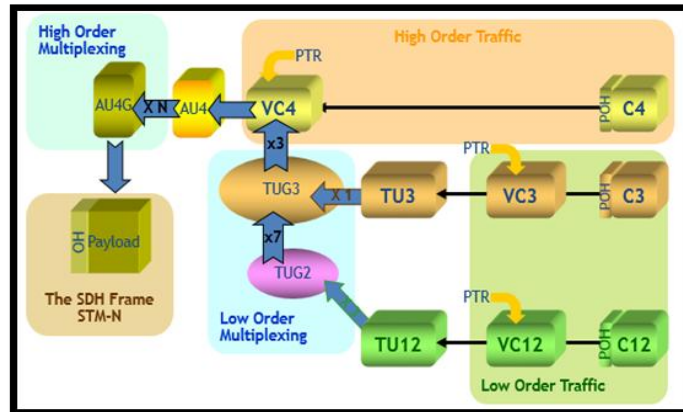 High Order
Multiplexing
High Order Traffic
PTR
AU4G
X N
AU4
VC4
POH
C4
x3
PTR
TUG3
X 1
TU3
VC3
POH
C3
OH
Payload
x7
TUG2
PTR
The SDH Frame
STM-N
Low Order
Multiplexing
TU12
VC12
POH
C12
Low Order Traffic